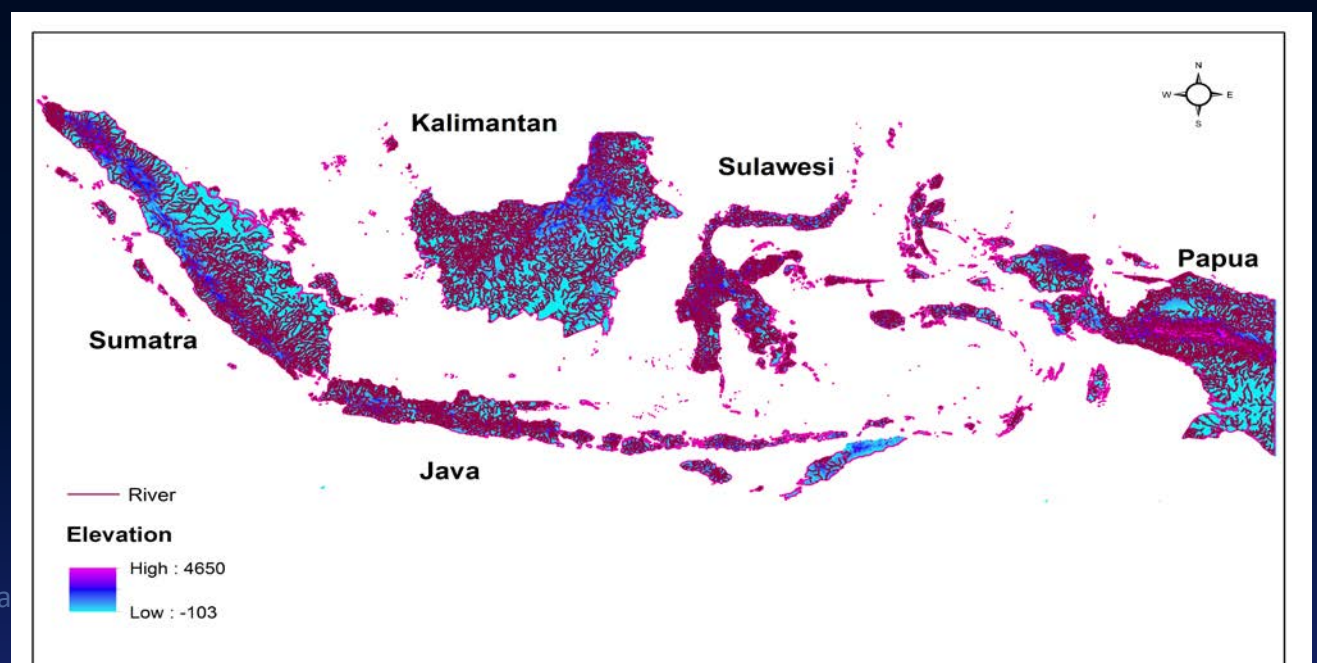 N
W E
S
Kalimantan
Sulawesi
Papua
Sumatra
Java
River
Elevation
High : 4650
Low : -103